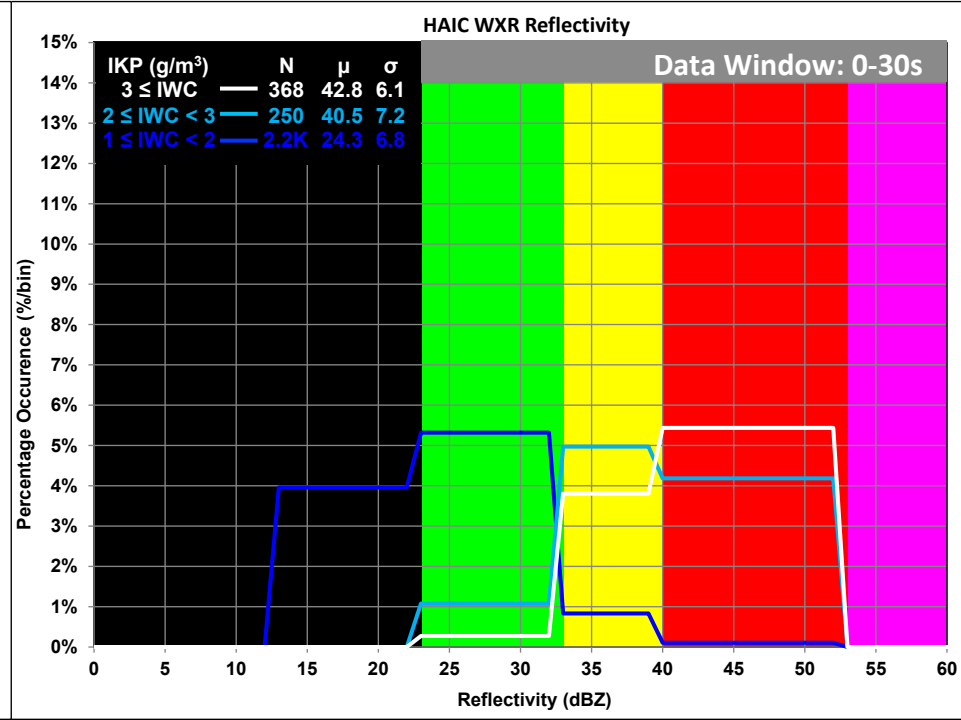 HAIC WXR Reflectivity
Data Window: 0-30s
IKP (g/m³) N µ σ
3 ≤ IWC 368 42.8 6.1
2 ≤ IWC < 3 250 40.5 7.2
1 ≤ IWC < 2 2.2K 24.3 6.8
Percentage Occurence (%/bin)
15%
14%
13%
12%
11%
10%
9%
8%
7%
6%
5%
4%
3%
2%
1%
0%
0 5 10 15 20 25 30 35 40 45 50 55 60
Reflectivity (dBZ)